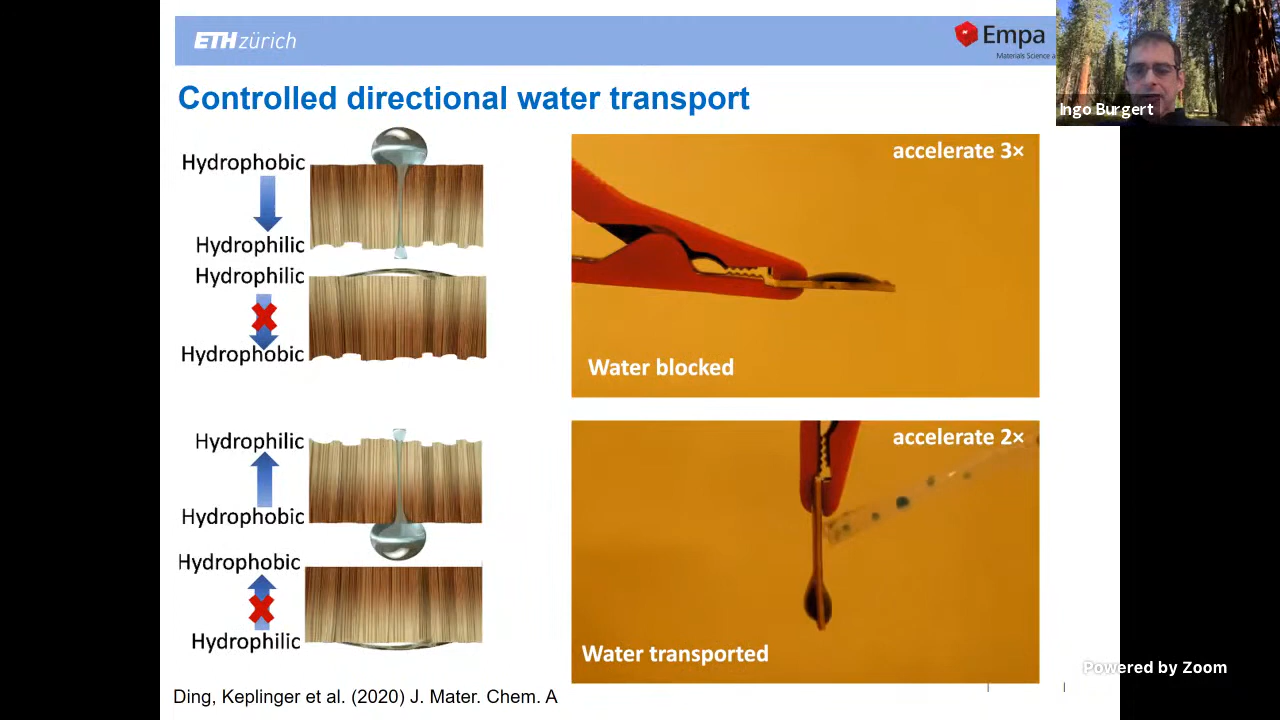 ETH zürich
Empa
Materials Science a
Ingo Burgert
Controlled directional water transport
Hydrophobic
Hydrophilic
Hydrophilic
Hydrophobic
accelerate 3×
Water blocked
Hydrophilic
Hydrophobic
Hydrophobic
Hydrophilic
accelerate 2×
Water transported
Ding, Keplinger et al. (2020) J. Mater. Chem. A
Powered by Zoom